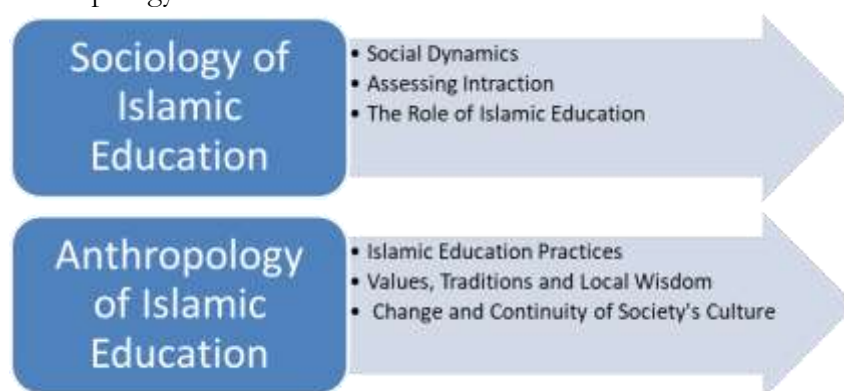 Sociology of
Islamic
Education
• Social Dynamics
• Assessing Intraction
• The Role of Islamic Education
Anthropology
of Islamic
Education
• Islamic Education Practices
• Values, Traditions and Local Wisdom
• Change and Continuity of Society's Culture